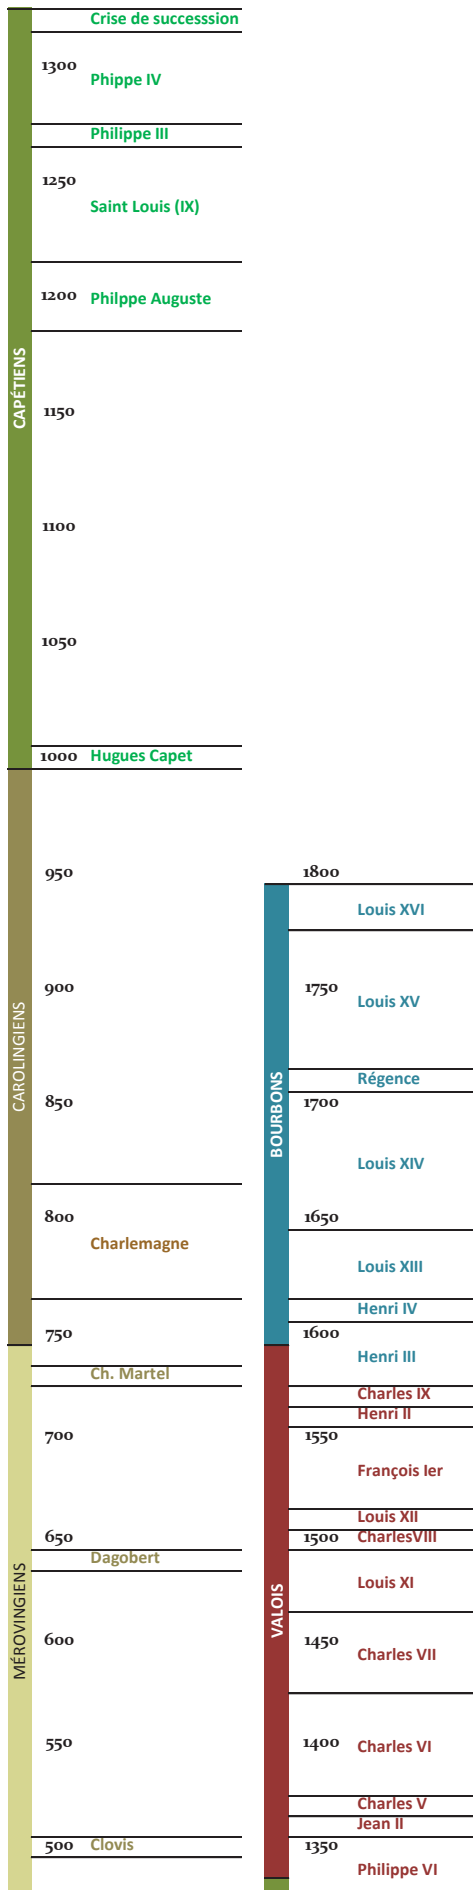 Crise de successsion
1300
Phippe IV
Philippe III
1250
Saint Louis (IX)
1200 Philppe Auguste
CAPÉTIENS
1150
1100
1050
1000 Hugues Capet
950
900
CAROLINGIENS
850
800
Charlemagne
750
Ch. Martel
700
650
Dagobert
MÉROVINGIENS
600
550
500 Clovis
1800
Louis XVI
1750
Louis XV
Régence
BOURBONS
1700
Louis XIV
1650
Louis XIII
Henri IV
1600
Henri III
Charles IX
Henri II
1550
François Ier
Louis XII
1500 CharlesVIII
Louis XI
VALOIS
1450
Charles VII
1400 Charles VI
Charles V
Jean II
1350
Philippe VI